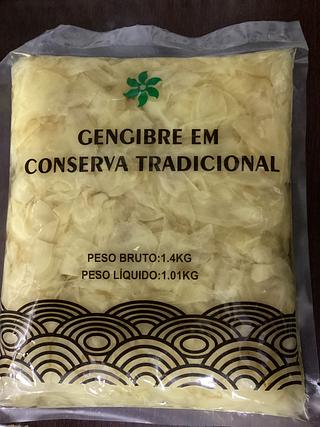 GENGIBRE EM
CONSERVA TRADICIONAL
PESO BRUTO:1.4KG
PESO LÍQUIDO:1.01KG